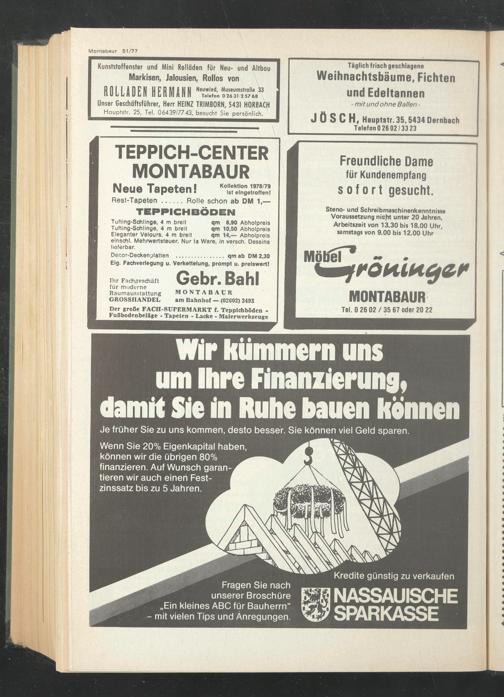 Montabaur 51/77
Kunststoffenster und Mini Rolläden für Neu- und Altbau
Markisen, Jalousien, Rollos von
ROLLADEN HERMANN Neuwied, Museumstraße 33
Telefon 0 26 31/2 57 68
Unser Geschäftsführer, Herr HEINZ TRIMBORN, 5431 HORBACH
Hauptstr. 25, Tel. 06439/7743, besucht Sie persönlich.
Täglich frisch geschlagene
Weihnachtsbäume, Fichten
und Edeltannen
- mit und ohne Ballen -
JÖSCH, Hauptstr. 35, 5434 Dernbach
Telefon 0 26 02 / 33 23
TEPPICH-CENTER
MONTABAUR
Neue Tapeten! Kollektion 1978/79
ist eingetroffen!
Rest-Tapeten ...... Rolle schon ab DM 1,—
TEPPICHBÖDEN
Tufting-Schlinge, 4 m breit qm 8,90 Abholpreis
Tufting-Schlinge, 4 m breit qm 10,50 Abholpreis
Eleganter Velours, 4 m breit qm 14,— Abholpreis
einschl. Mehrwertsteuer. Nur la Ware, in versch. Dessins
lieferbar.
Decor-Deckenplatten ................ qm ab DM 2,30
Eig. Fachverlegung u. Verkettelung, prompt u. preiswert!
Ihr Fachgeschäft
für moderne
Raumausstattung
GROSSHANDEL
Gebr. Bahl
MONTABAUR
am Bahnhof — (02602) 3493
Der große FACH-SUPERMARKT f. Teppichböden -
Fußbodenbeläge - Tapeten - Lacke - Malerwerkzeuge
Freundliche Dame
für Kundenempfang
sofort gesucht.
Steno- und Schreibmaschinenkenntnisse
Voraussetzung nicht unter 20 Jahren,
Arbeitszeit von 13.30 bis 18.00 Uhr,
samstags von 9.00 bis 12.00 Uhr
Möbel
Gröninger
MONTABAUR
Tel. 0 26 02 / 35 67 oder 20 22
Wir kümmern uns
um Ihre Finanzierung,
damit Sie in Ruhe bauen können
Je früher Sie zu uns kommen, desto besser. Sie können viel Geld sparen.
Wenn Sie 20% Eigenkapital haben,
können wir die übrigen 80%
finanzieren. Auf Wunsch garan-
tieren wir auch einen Fest-
zinssatz bis zu 5 Jahren.
Fragen Sie nach
unserer Broschüre
„Ein kleines ABC für Bauherrn“
– mit vielen Tips und Anregungen.
Kredite günstig zu verkaufen
NASSAUISCHE
SPARKASSE